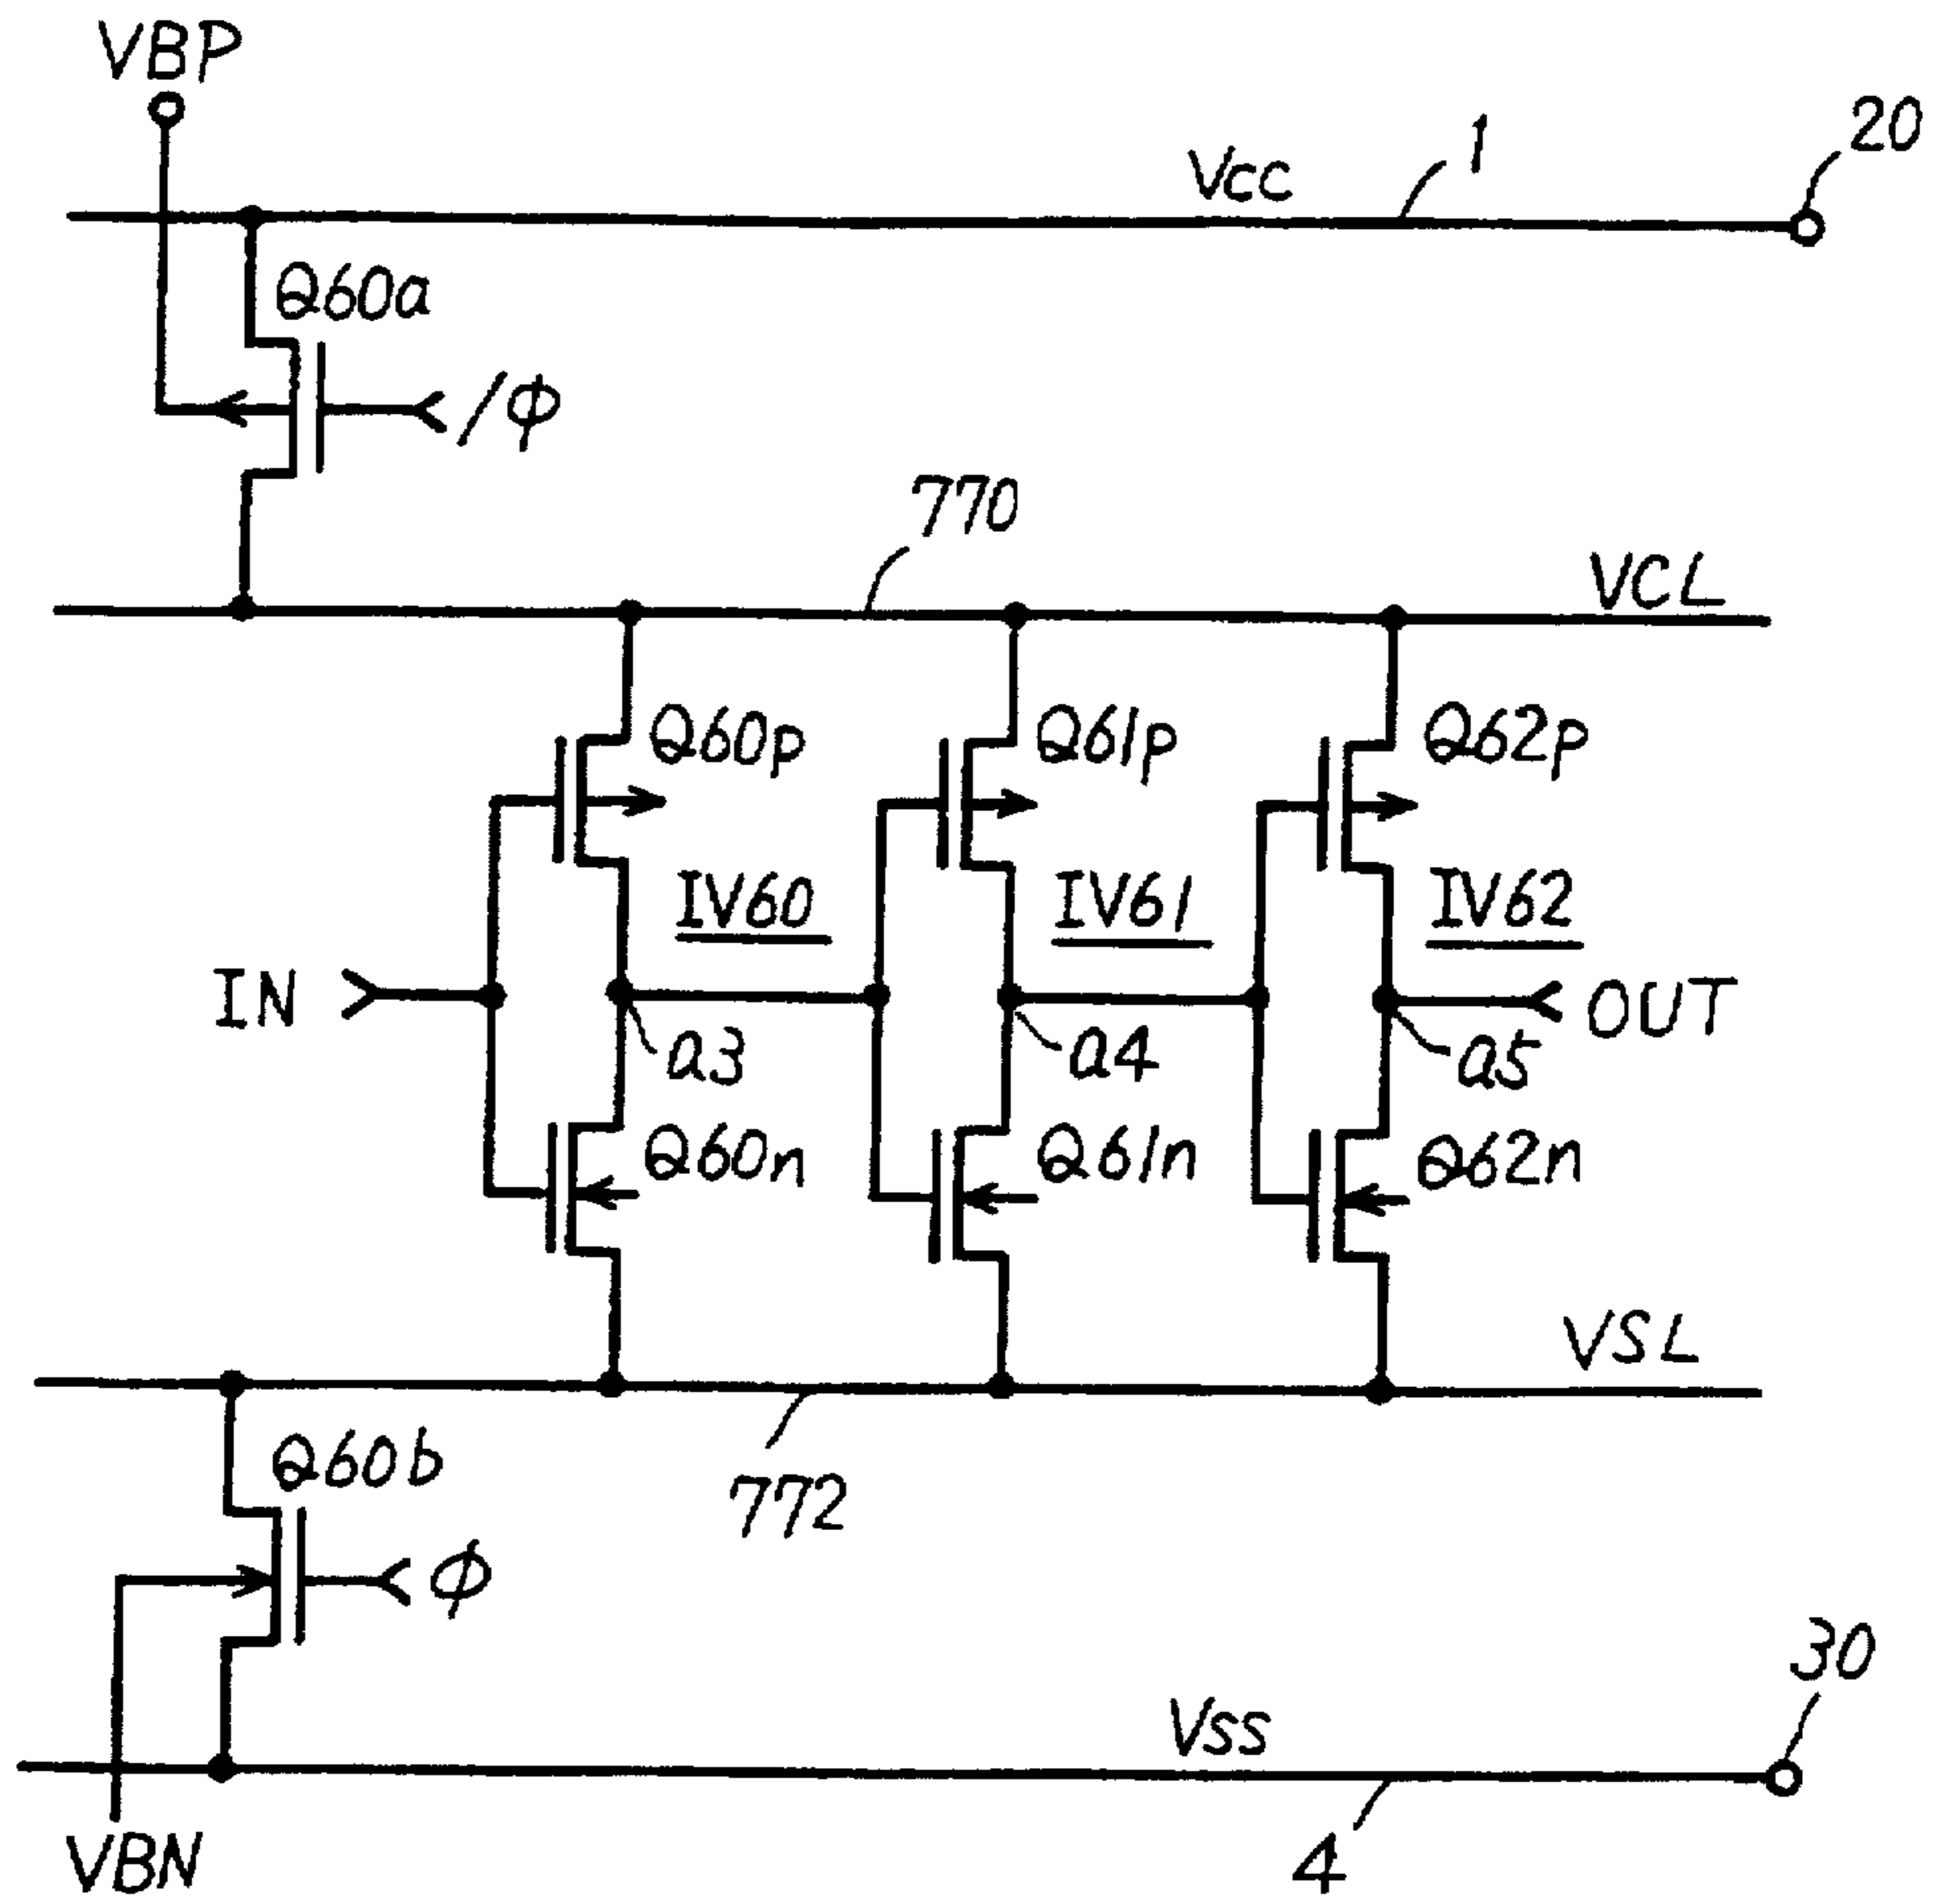 VBP
Vcc
1
20
Q60a
/Φ
770
VCL
Q60p
Q61p
Q62p
IV60
IV61
IV62
IN
OUT
a3
a4
a5
Q60n
Q61n
Q62n
VSL
Q60b
772
Φ
30
Vss
VBN
4